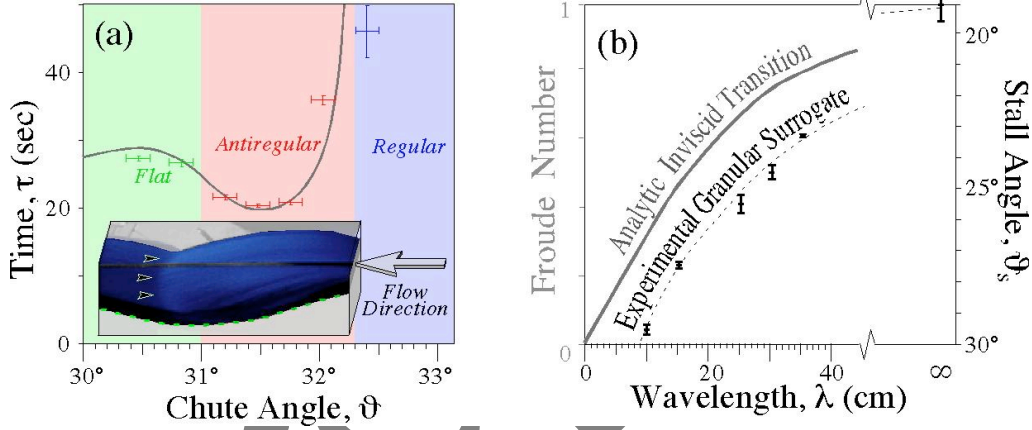 (a)
Time, τ (sec)
40
20
0
Flat
Antiregular
Regular
Flow
Direction
30°
31°
32°
33°
Chute Angle, ϑ
(b)
Froude Number
1
0
Analytic Inviscid Transition
Experimental Granular Surrogate
0
20
40
∞
Wavelength, λ (cm)
20°
25°
30°
Stall Angle, ϑs